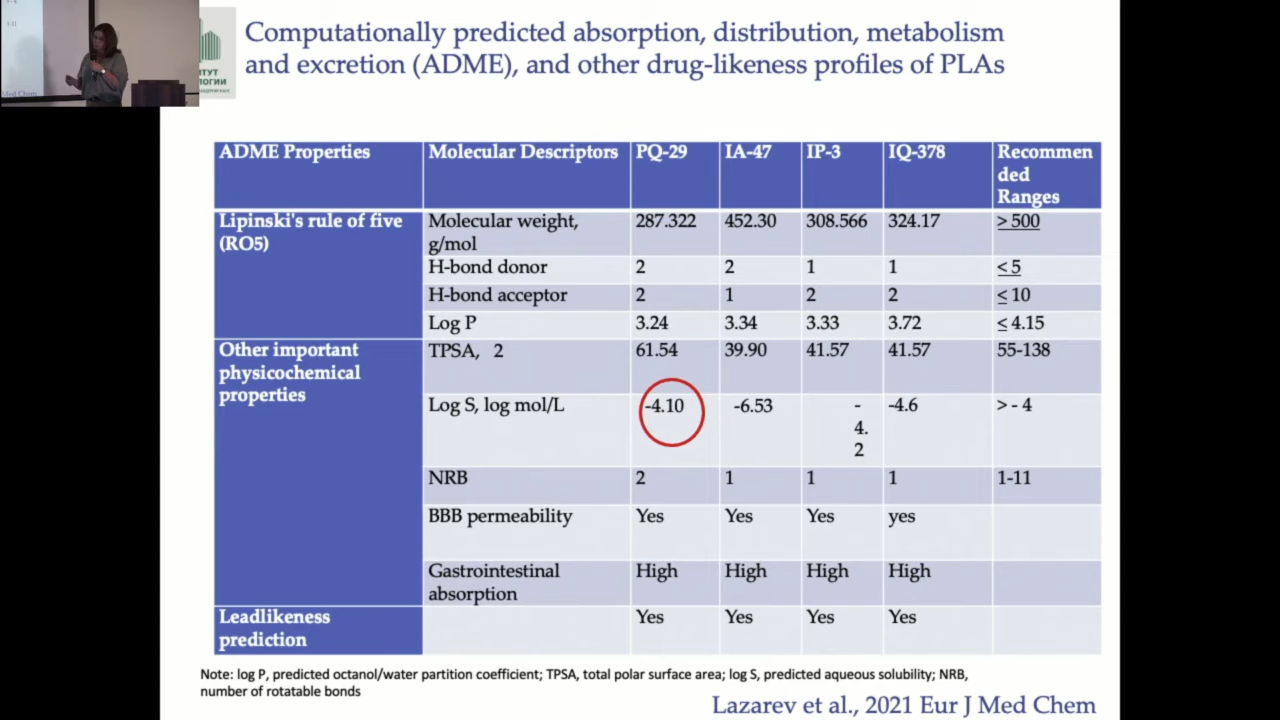 Computationally predicted absorption, distribution, metabolism
and excretion (ADME), and other drug-likeness profiles of PLAs
ТУТ
ЛОГИИ
Med Chem
ADME Properties Molecular Descriptors PQ-29 IA-47 IP-3 IQ-378 Recommen
ded
Ranges
Lipinski's rule of five Molecular weight, 287.322 452.30 308.566 324.17 > 500
(RO5) g/mol
H-bond donor 2 2 1 1 ≤ 5
H-bond acceptor 2 1 2 2 ≤ 10
Log P 3.24 3.34 3.33 3.72 ≤ 4.15
Other important TPSA, 2 61.54 39.90 41.57 41.57 55-138
physicochemical
properties
Log S, log mol/L -4.10 -6.53 - -4.6 > - 4
4.
2
NRB 2 1 1 1 1-11
BBB permeability Yes Yes Yes yes
Gastrointestinal High High High High
absorption
Leadlikeness Yes Yes Yes Yes
prediction
Note: log P, predicted octanol/water partition coefficient; TPSA, total polar surface area; log S, predicted aqueous solubility; NRB,
number of rotatable bonds
Lazarev et al., 2021 Eur J Med Chem